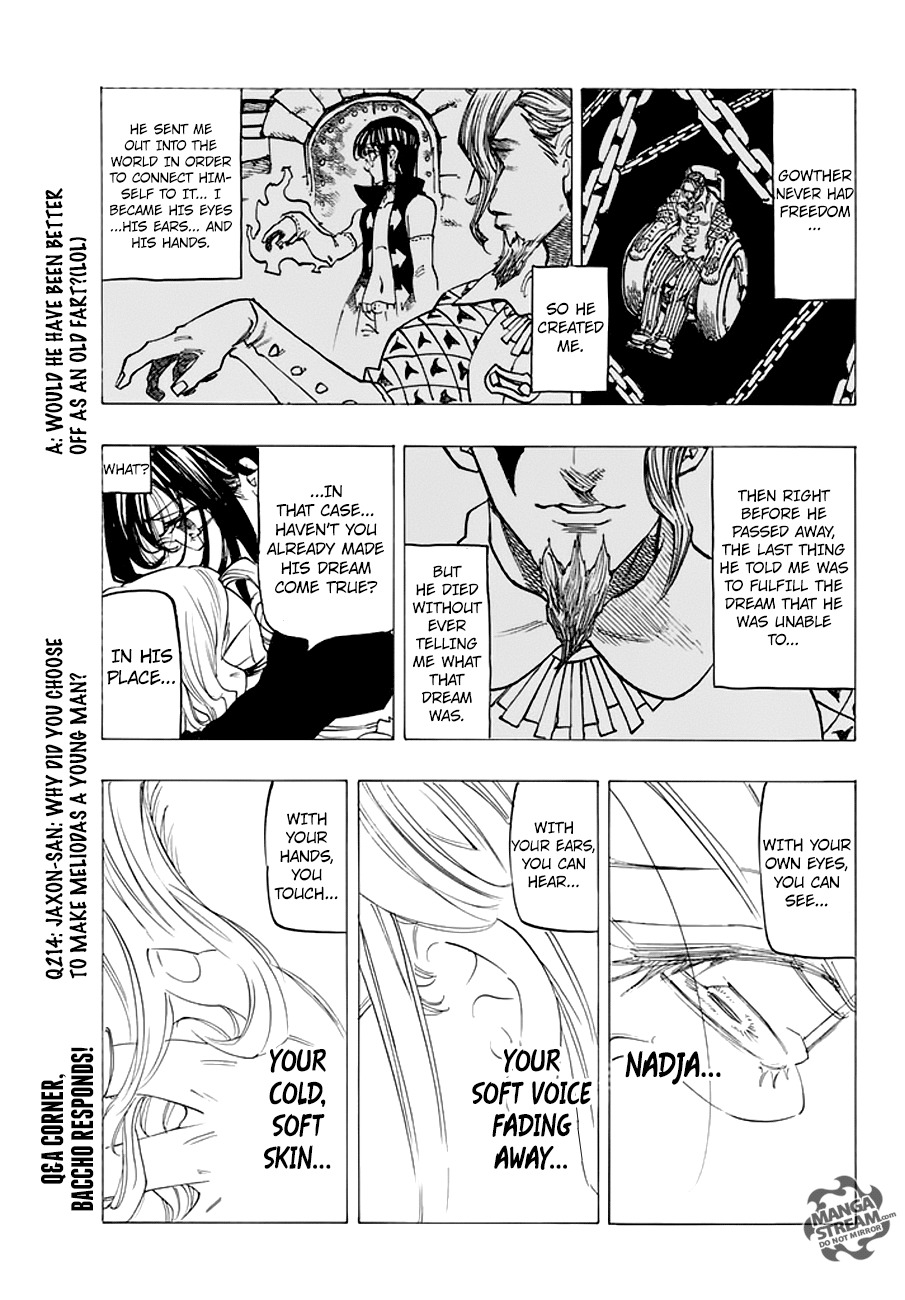 GOWTHER
NEVER HAD
FREEDOM
...
SO HE
CREATED
ME.
HE SENT ME
OUT INTO THE
WORLD IN ORDER
TO CONNECT HIM-
SELF TO IT... I
BECAME HIS EYES
...HIS EARS... AND
HIS HANDS.
THEN RIGHT
BEFORE HE
PASSED AWAY,
THE LAST THING
HE TOLD ME WAS
TO FULFILL THE
DREAM THAT HE
WAS UNABLE
TO...
BUT
HE DIED
WITHOUT
EVER
TELLING
ME WHAT
THAT
DREAM
WAS.
...IN
THAT CASE...
HAVEN'T YOU
ALREADY MADE
HIS DREAM
COME TRUE?
WHAT?
IN HIS
PLACE...
WITH YOUR
OWN EYES,
YOU CAN
SEE...
NADJA...
WITH
YOUR EARS,
YOU CAN
HEAR...
YOUR
SOFT VOICE
FADING
AWAY...
WITH
YOUR
HANDS,
YOU
TOUCH...
YOUR
COLD,
SOFT
SKIN...
Q&A CORNER,
BACCHO RESPONDS!
Q214: JAXON-SAN: WHY DID YOU CHOOSE
TO MAKE MELIODAS A YOUNG MAN?
A: WOULD HE HAVE BEEN BETTER
OFF AS AN OLD FART?(LOL)
MANGA
STREAM.com
DO NOT MIRROR